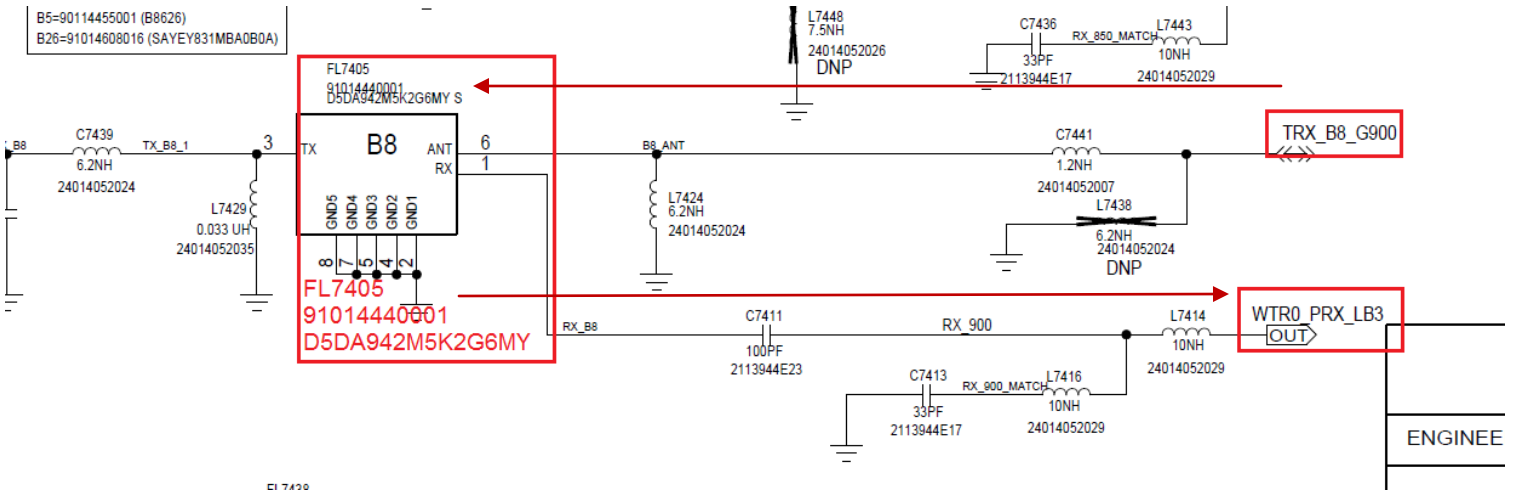 B5=90114455001 (B8626)
B26=91014608016 (SAYEY831MBA0B0A)
L7448
7.5NH
24014052026
DNP
C7436
33PF
2113944E17
RX_850_MATCH
L7443
10NH
24014052029
FL7405
91014440001
D5DA942M5K2G6MY S
B8
C7439
6.2NH
24014052024
TX_B8_1
3
TX
B8
ANT
RX
6
1
GND5
GND4
GND3
GND2
GND1
8
7
5
4
2
L7429
0.033 UH
24014052035
B8_ANT
L7424
6.2NH
24014052024
C7441
1.2NH
24014052007
L7438
6.2NH
24014052024
DNP
TRX_B8_G900
FL7405
91014440001
D5DA942M5K2G6MY
RX_B8
C7411
100PF
2113944E23
RX_900
L7414
10NH
24014052029
WTR0_PRX_LB3
OUT
C7413
33PF
2113944E17
RX_900_MATCH
L7416
10NH
24014052029
ENGINEE
FL7438